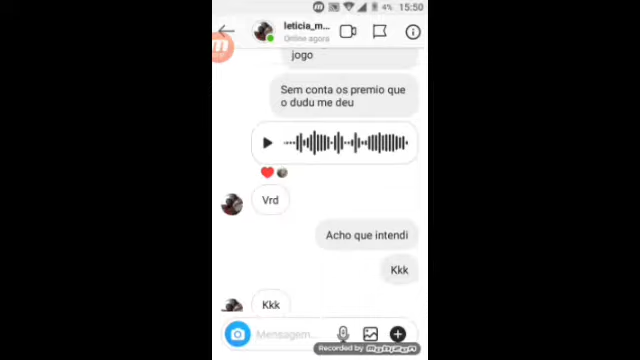 4% 15:50
leticia_m...
Online agora
jogo
Sem conta os premio que
o dudu me deu
Vrd
Acho que intendi
Kkk
Kkk
Mensagem...
Recorded by